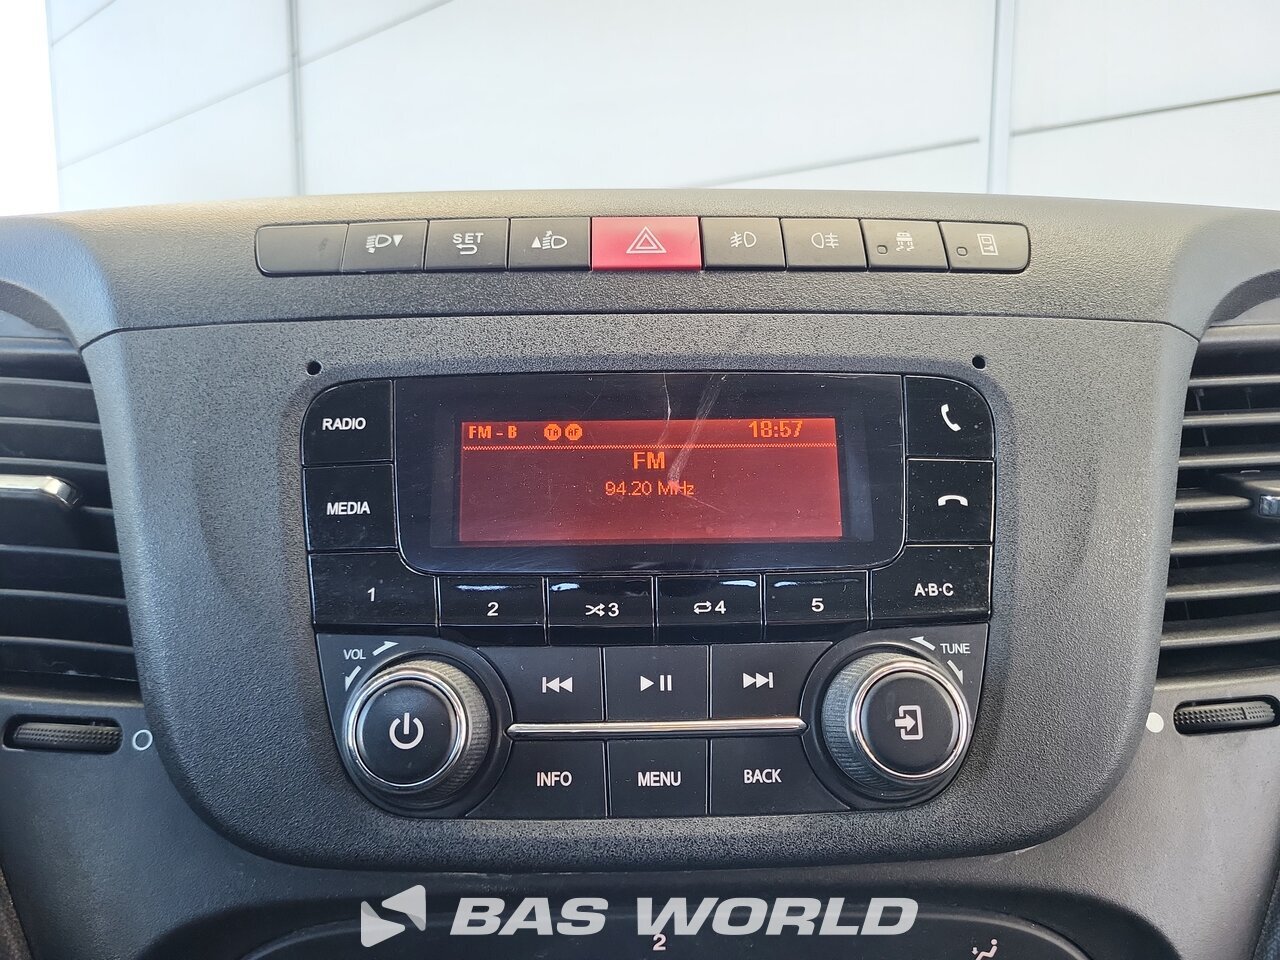 SET
RADIO
FM - B TA AF 18:57
FM
94.20 MHz
MEDIA
1 2 3 4 5 A·B·C
VOL TUNE
INFO MENU BACK
BAS WORLD
2